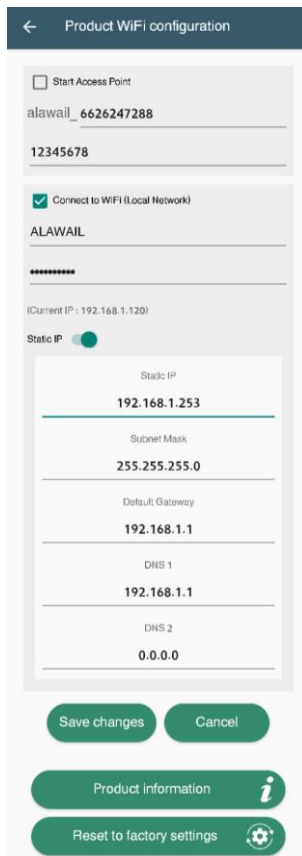 Product WiFi configuration
Start Access Point
alawail_ 6626247288
12345678
Connect to WiFi (Local Network)
ALAWAIL
••••••••••
(Current IP : 192.168.1.120)
Static IP
Static IP
192.168.1.253
Subnet Mask
255.255.255.0
Default Gateway
192.168.1.1
DNS 1
192.168.1.1
DNS 2
0.0.0.0
Save changes Cancel
Product information
Reset to factory settings